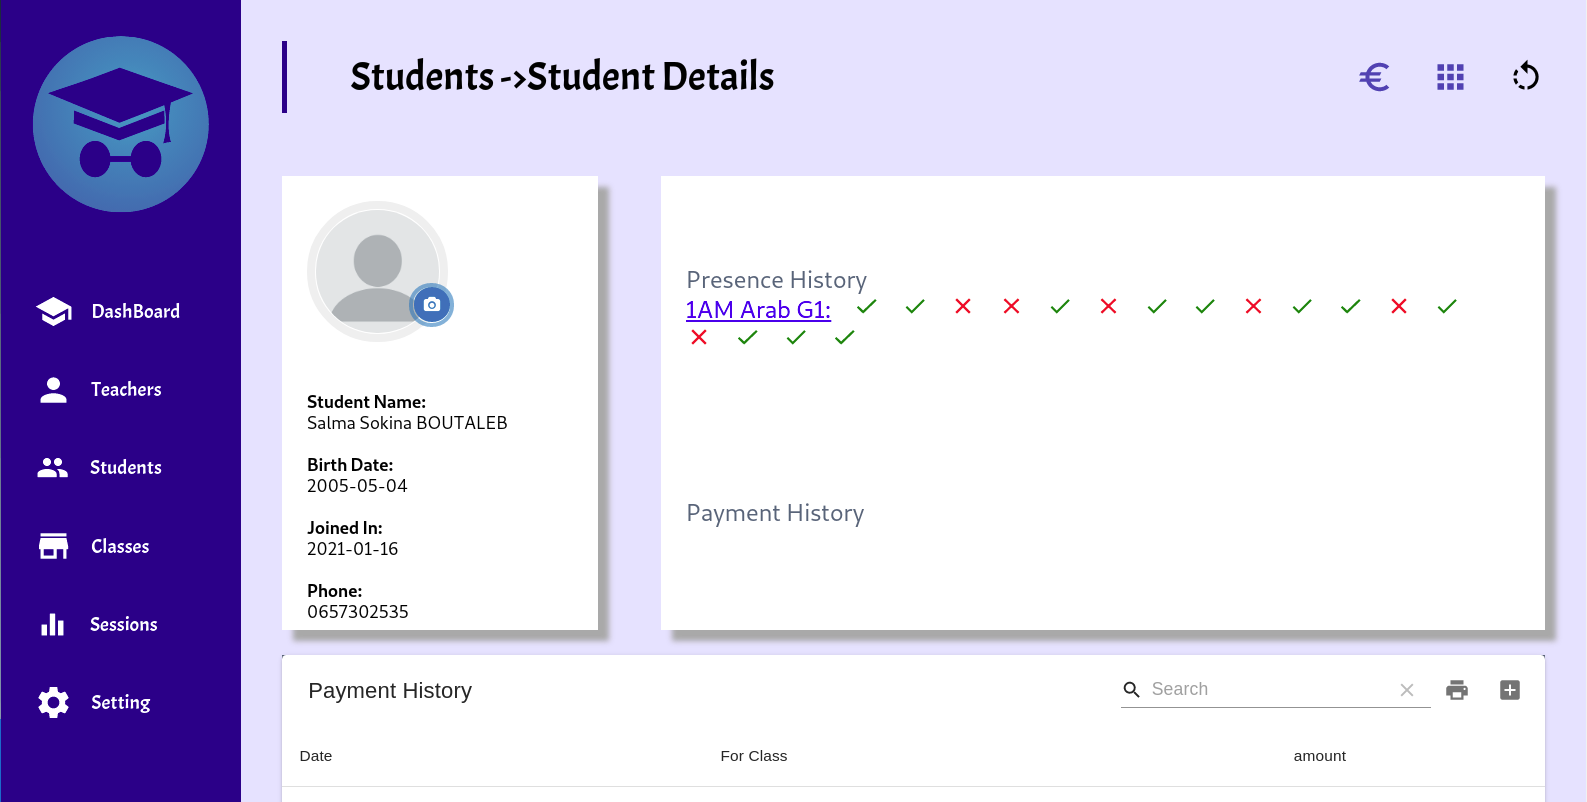 Students ->Student Details
DashBoard
Teachers
Students
Classes
Sessions
Setting
Student Name:
Salma Sokina BOUTALEB
Birth Date:
2005-05-04
Joined In:
2021-01-16
Phone:
0657302535
Presence History
1AM Arab G1:
Payment History
Payment History
Search
Date
For Class
amount